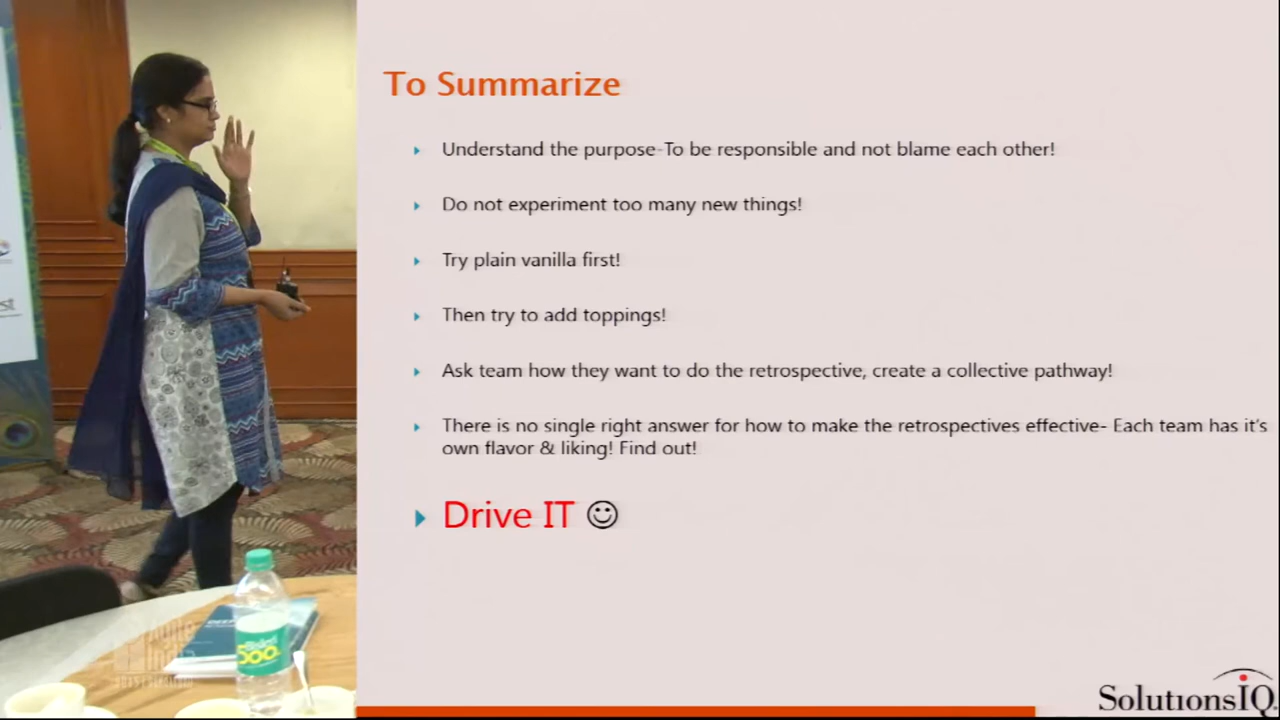 To Summarize
Understand the purpose-To be responsible and not blame each other!
Do not experiment too many new things!
Try plain vanilla first!
Then try to add toppings!
Ask team how they want to do the retrospective, create a collective pathway!
There is no single right answer for how to make the retrospectives effective- Each team has it's
own flavor & liking! Find out!
Drive IT
SolutionsIQ
500
Agile
India